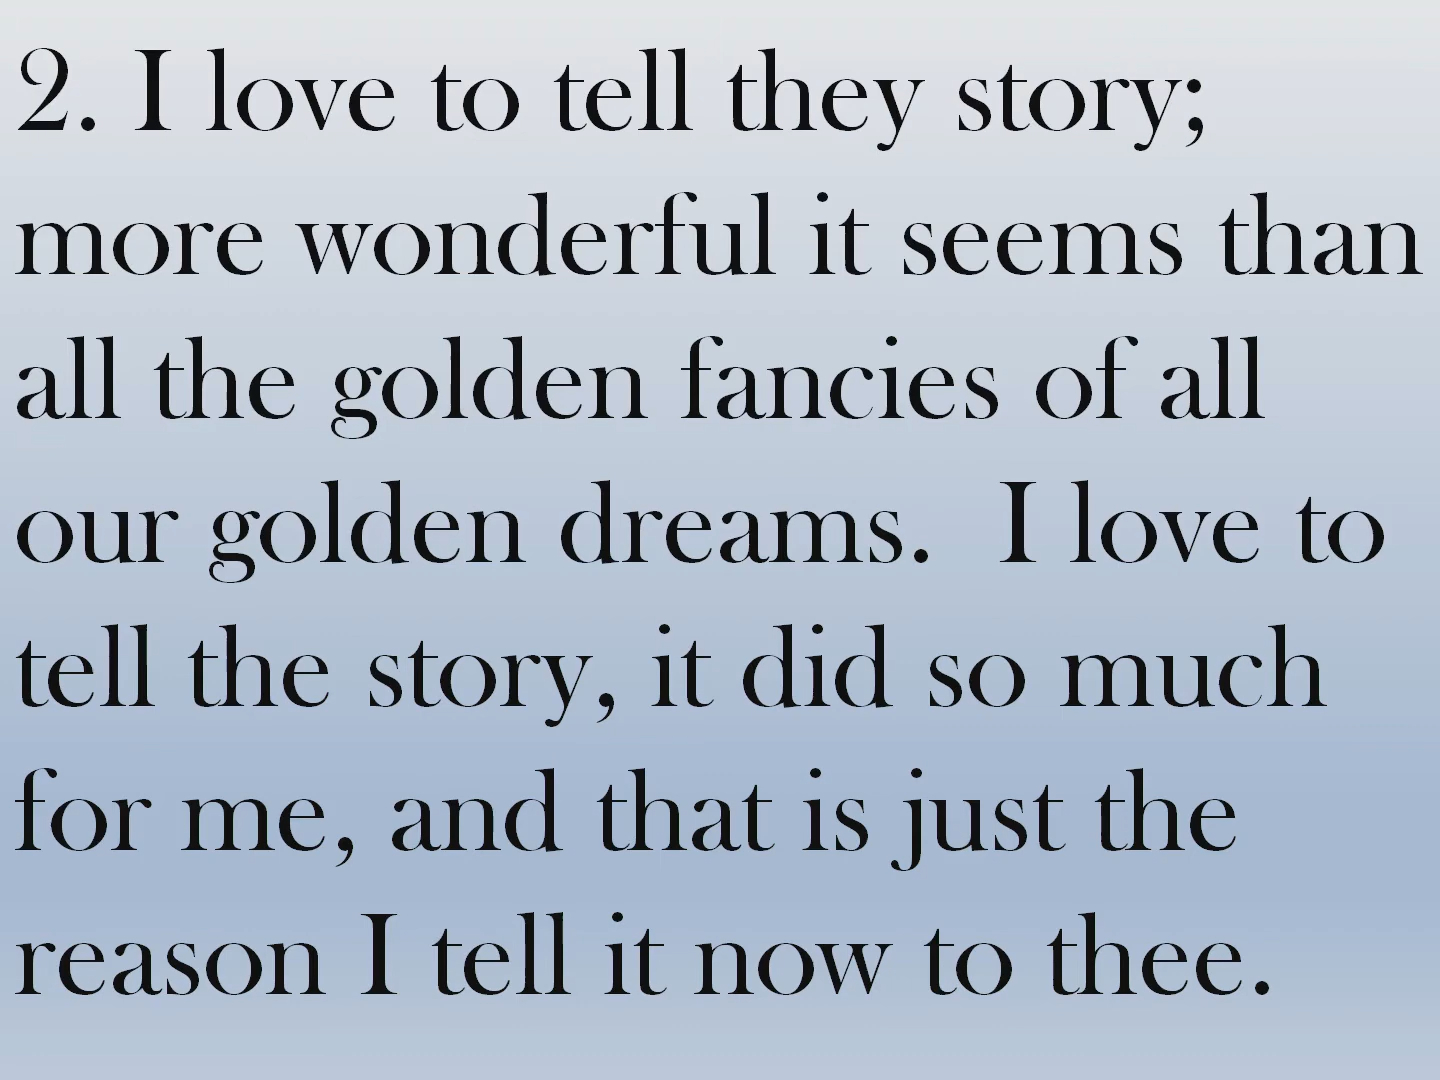 2. I love to tell they story;
more wonderful it seems than
all the golden fancies of all
our golden dreams.  I love to
tell the story, it did so much
for me, and that is just the
reason I tell it now to thee.